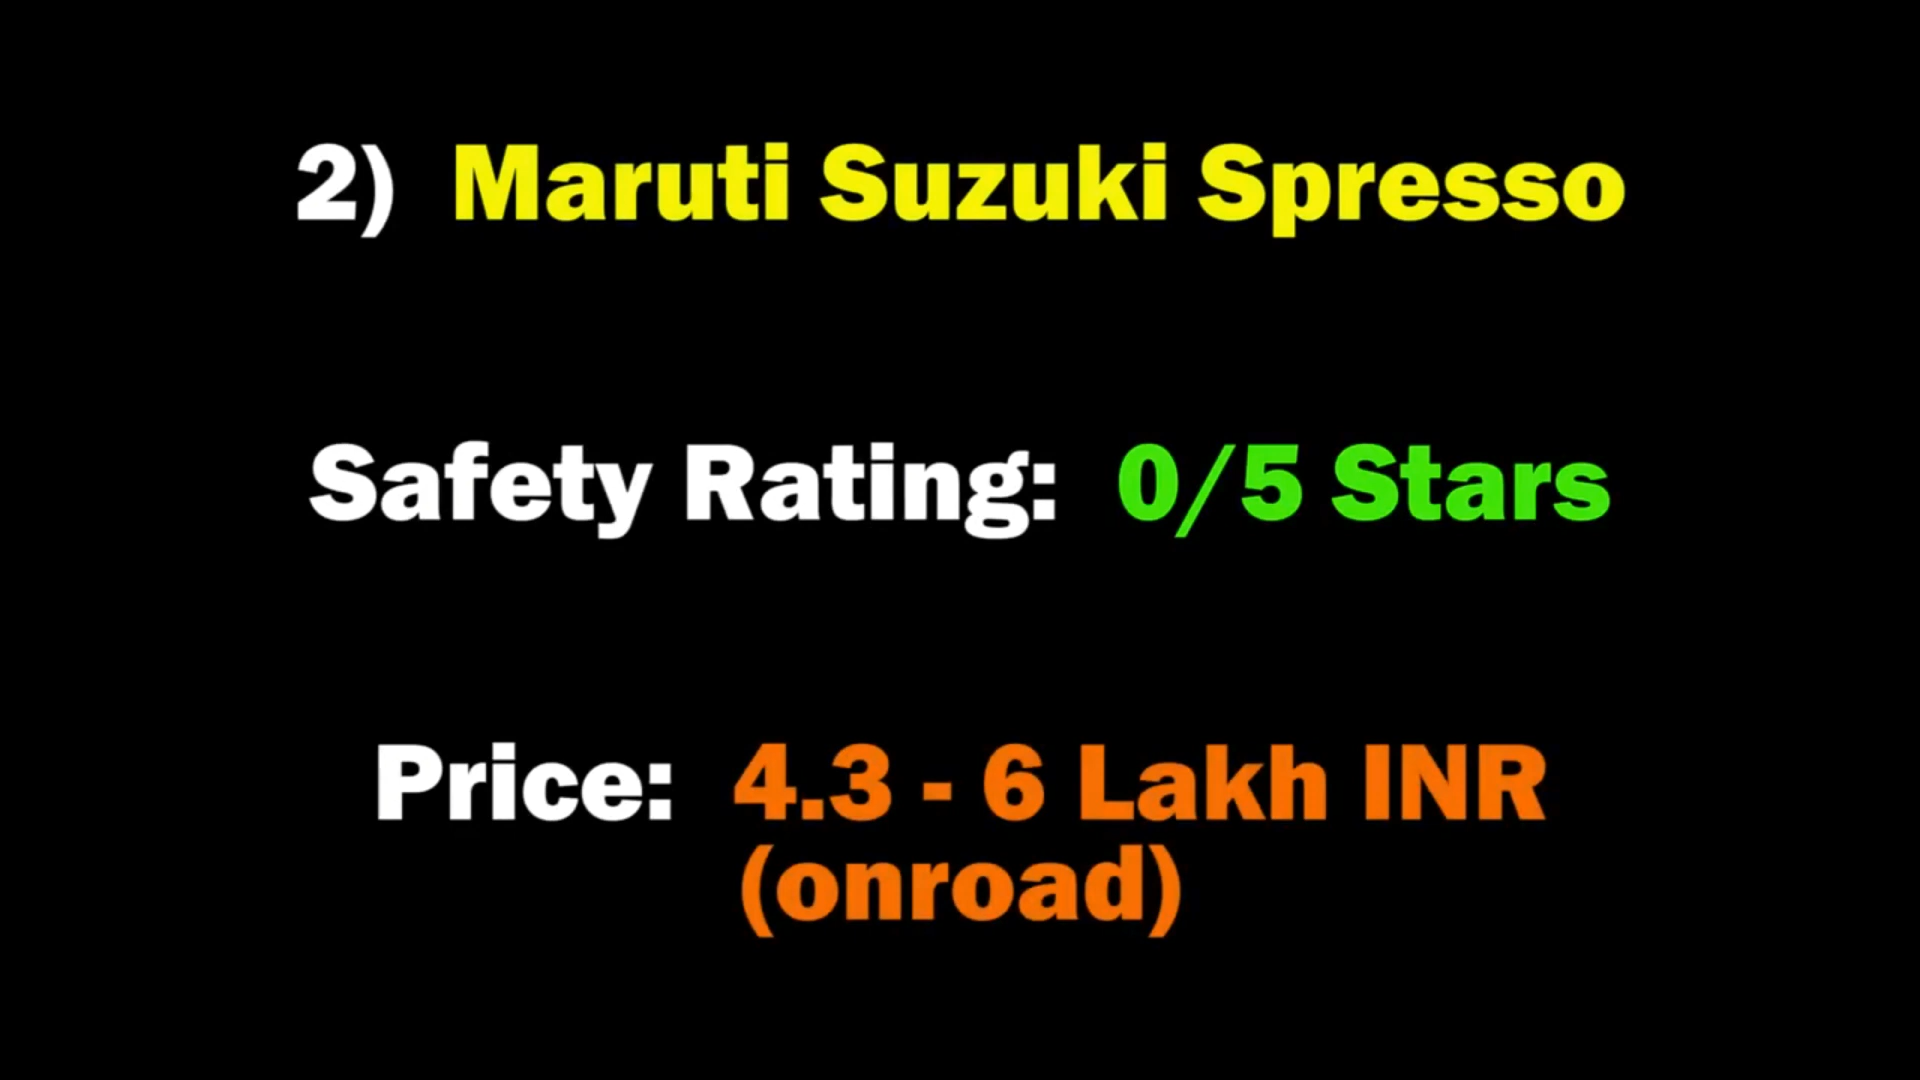 2) Maruti Suzuki Spresso
Safety Rating: 0/5 Stars
Price: 4.3 - 6 Lakh INR
(onroad)